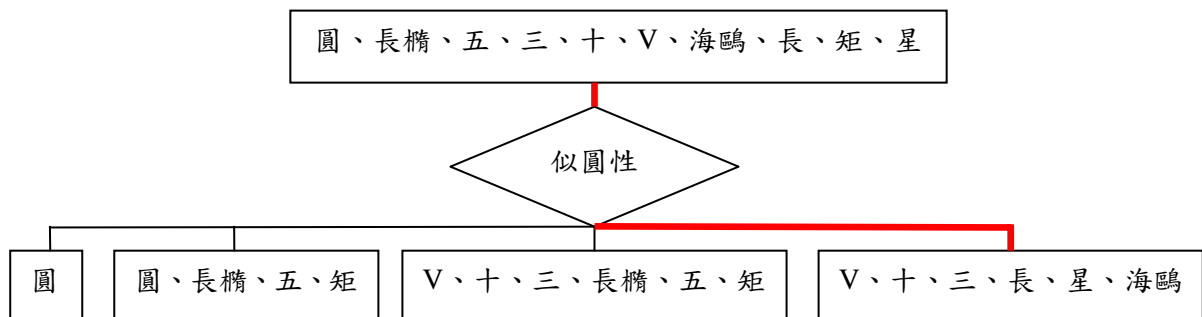 圓、長橢、五、三、十、V、海鷗、長、矩、星
似圓性
圓
圓、長橢、五、矩
V、十、三、長橢、五、矩
V、十、三、長、星、海鷗